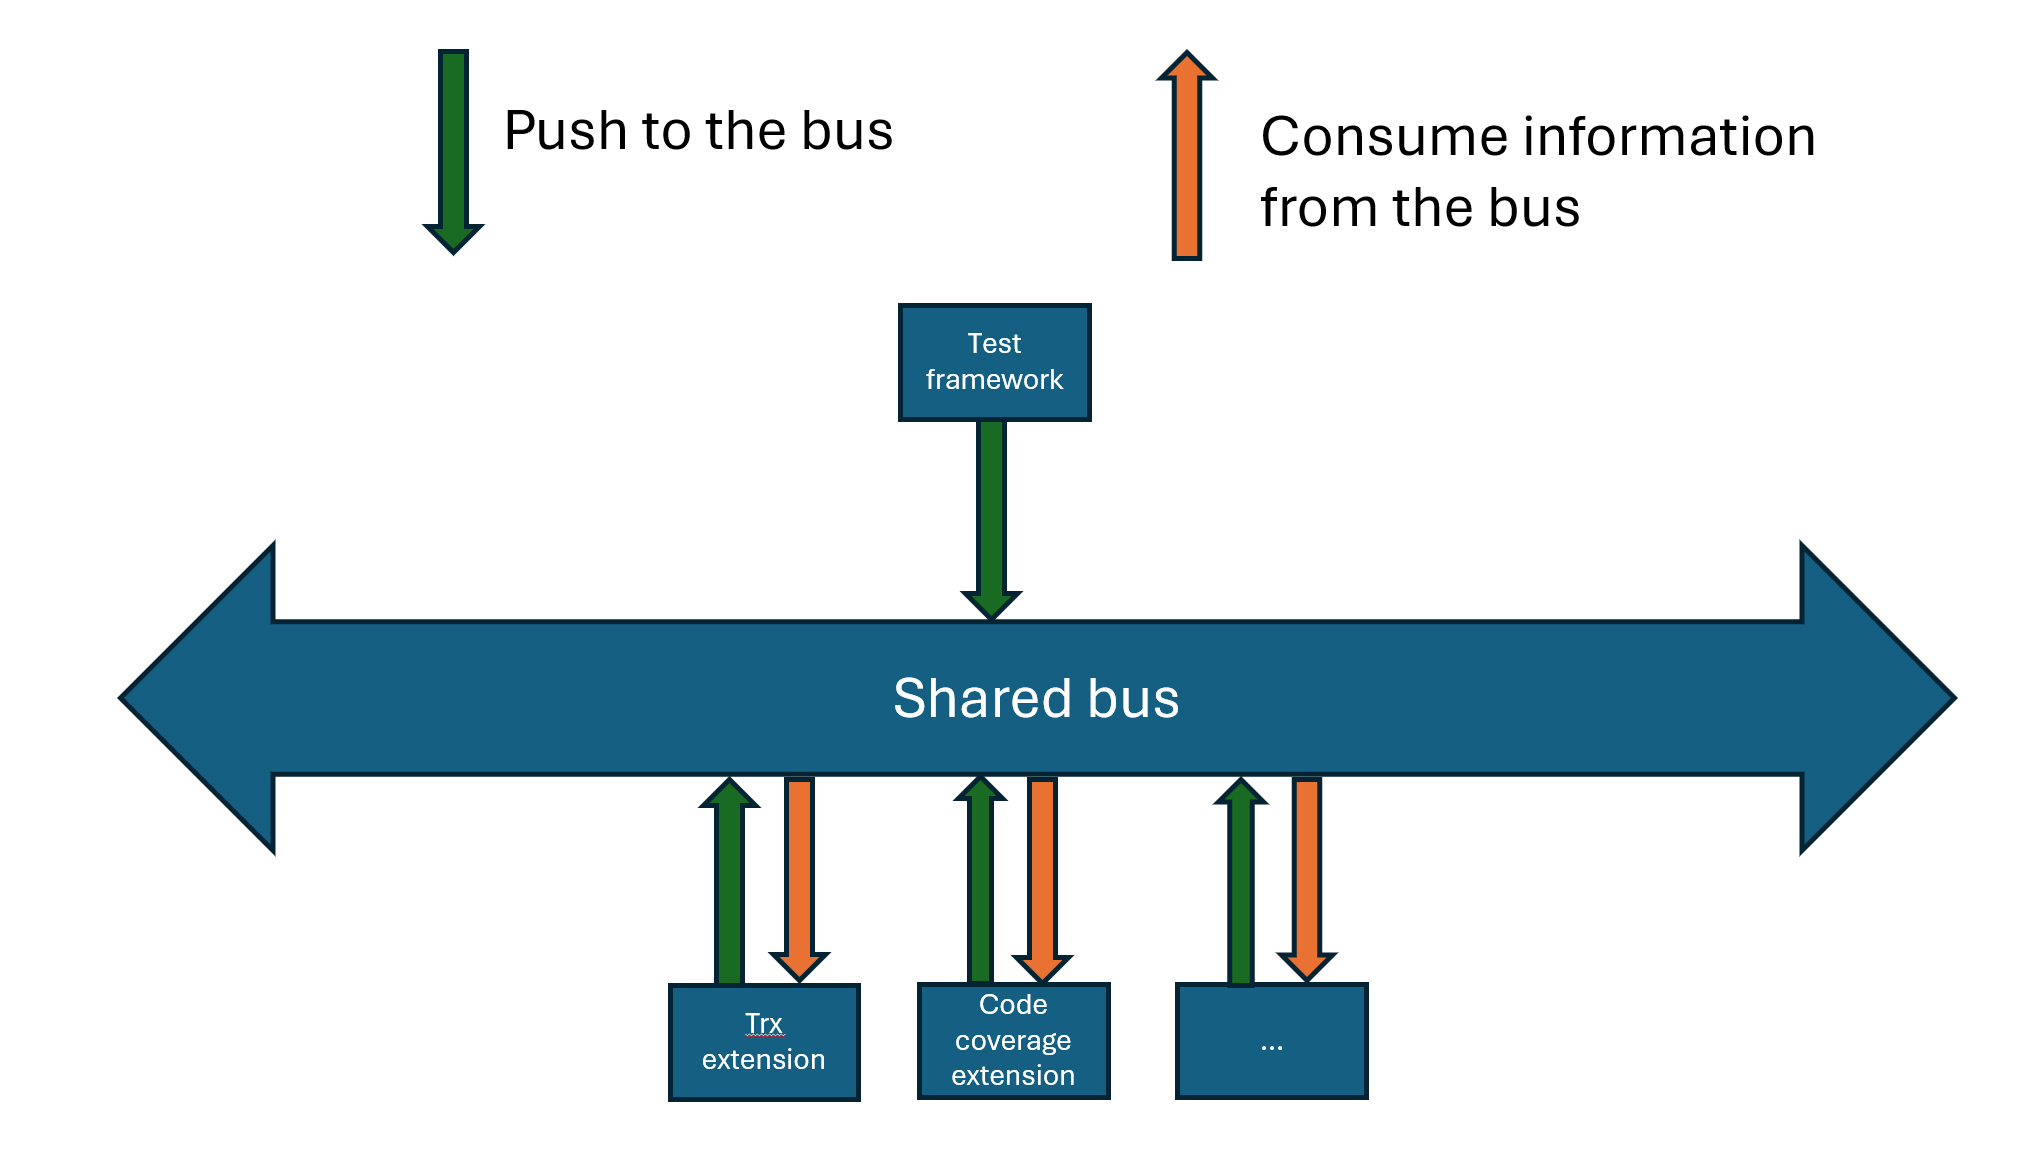 Push to the bus
Consume information
from the bus
Test
framework
Shared bus
Trx
extension
Code
coverage
extension
...